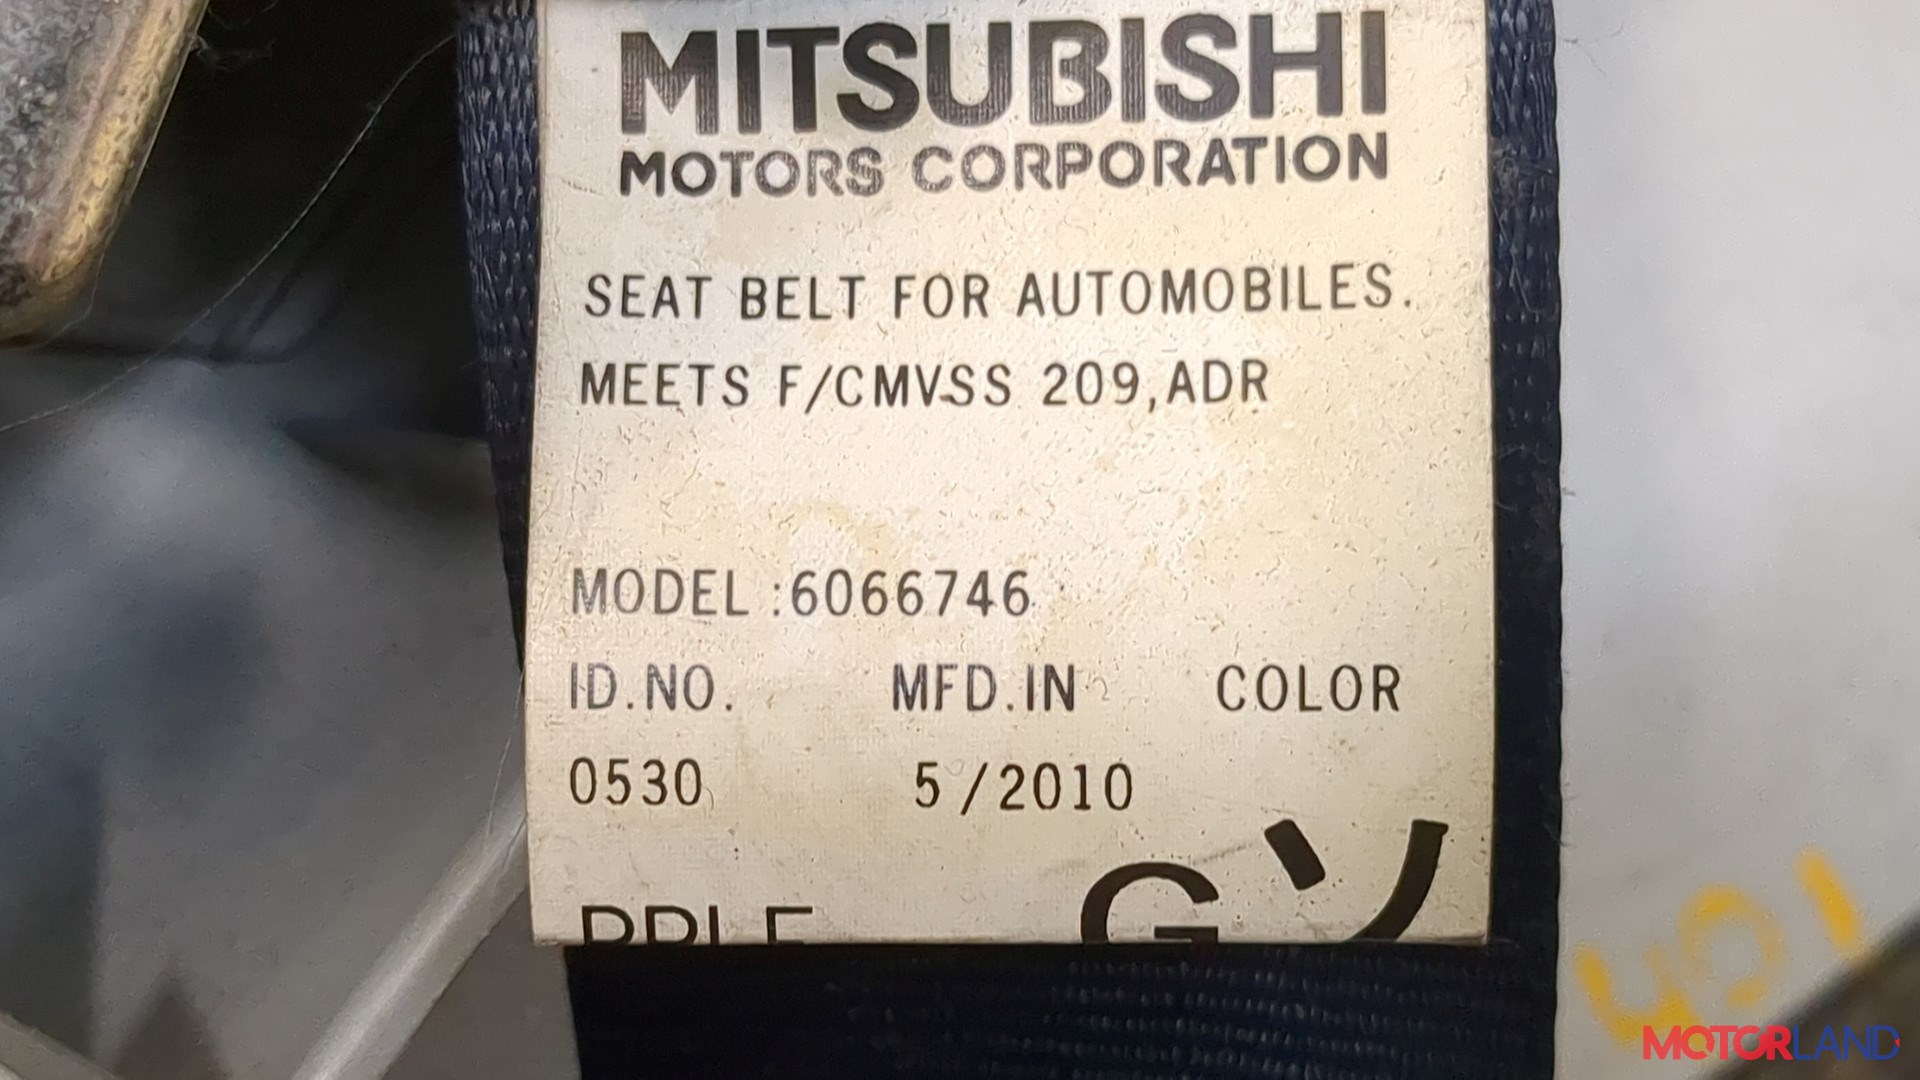 MITSUBISHI
MOTORS CORPORATION
SEAT BELT FOR AUTOMOBILES.
MEETS F/CMVSS 209,ADR
MODEL :6066746
ID.NO. MFD.IN COLOR
0530 5/2010
G
MOTORLAND